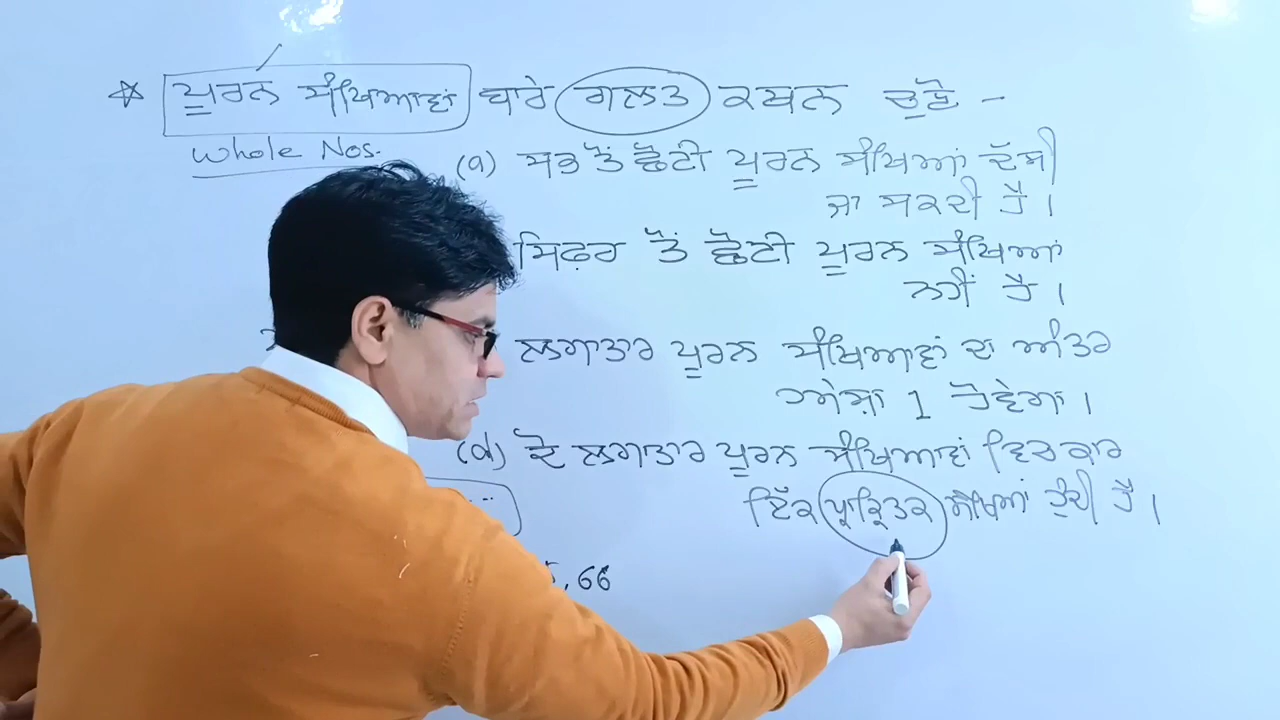 ☆ ਪੂਰਨ ਸੰਖਿਆਵਾਂ ਬਾਰੇ ਗਲਤ ਕਥਨ ਚੁਣੋ -
Whole Nos.
(a) ਸਭ ਤੋਂ ਛੋਟੀ ਪੂਰਨ ਸੰਖਿਆਂ ਦੱਸੀ
ਜਾ ਸਕਦੀ ਹੈ ।
ਸਿਫ਼ਰ ਤੋਂ ਛੋਟੀ ਪੂਰਨ ਸੰਖਿਆਂ
ਨਹੀਂ ਹੈ ।
ਲਗਾਤਾਰ ਪੂਰਨ ਸੰਖਿਆਵਾਂ ਦਾ ਅੰਤਰ
ਹਮੇਸ਼ਾ 1 ਹੋਵੇਗਾ ।
(d) ਦੋ ਲਗਾਤਾਰ ਪੂਰਨ ਸੰਖਿਆਵਾਂ ਵਿਚਕਾਰ
ਇੱਕ ਪ੍ਰਾਕ੍ਰਿਤਕ ਸੰਖਿਆਂ ਹੁੰਦੀ ਹੈ ।
, 66